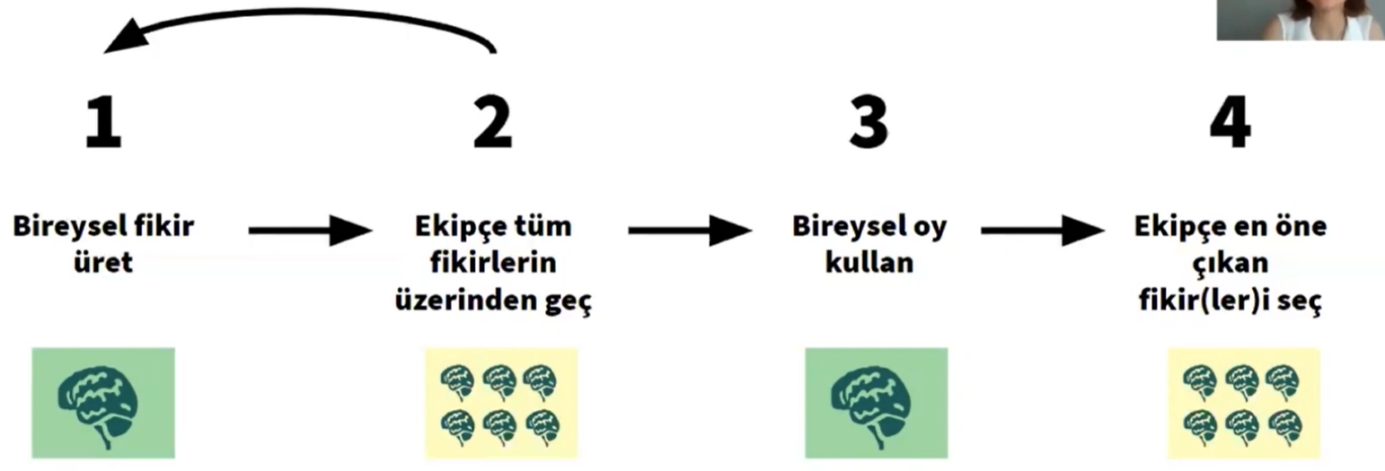 1
2
3
4
Bireysel fikir
üret
Ekipçe tüm
fikirlerin
üzerinden geç
Bireysel oy
kullan
Ekipçe en öne
çıkan
fikir(ler)i seç